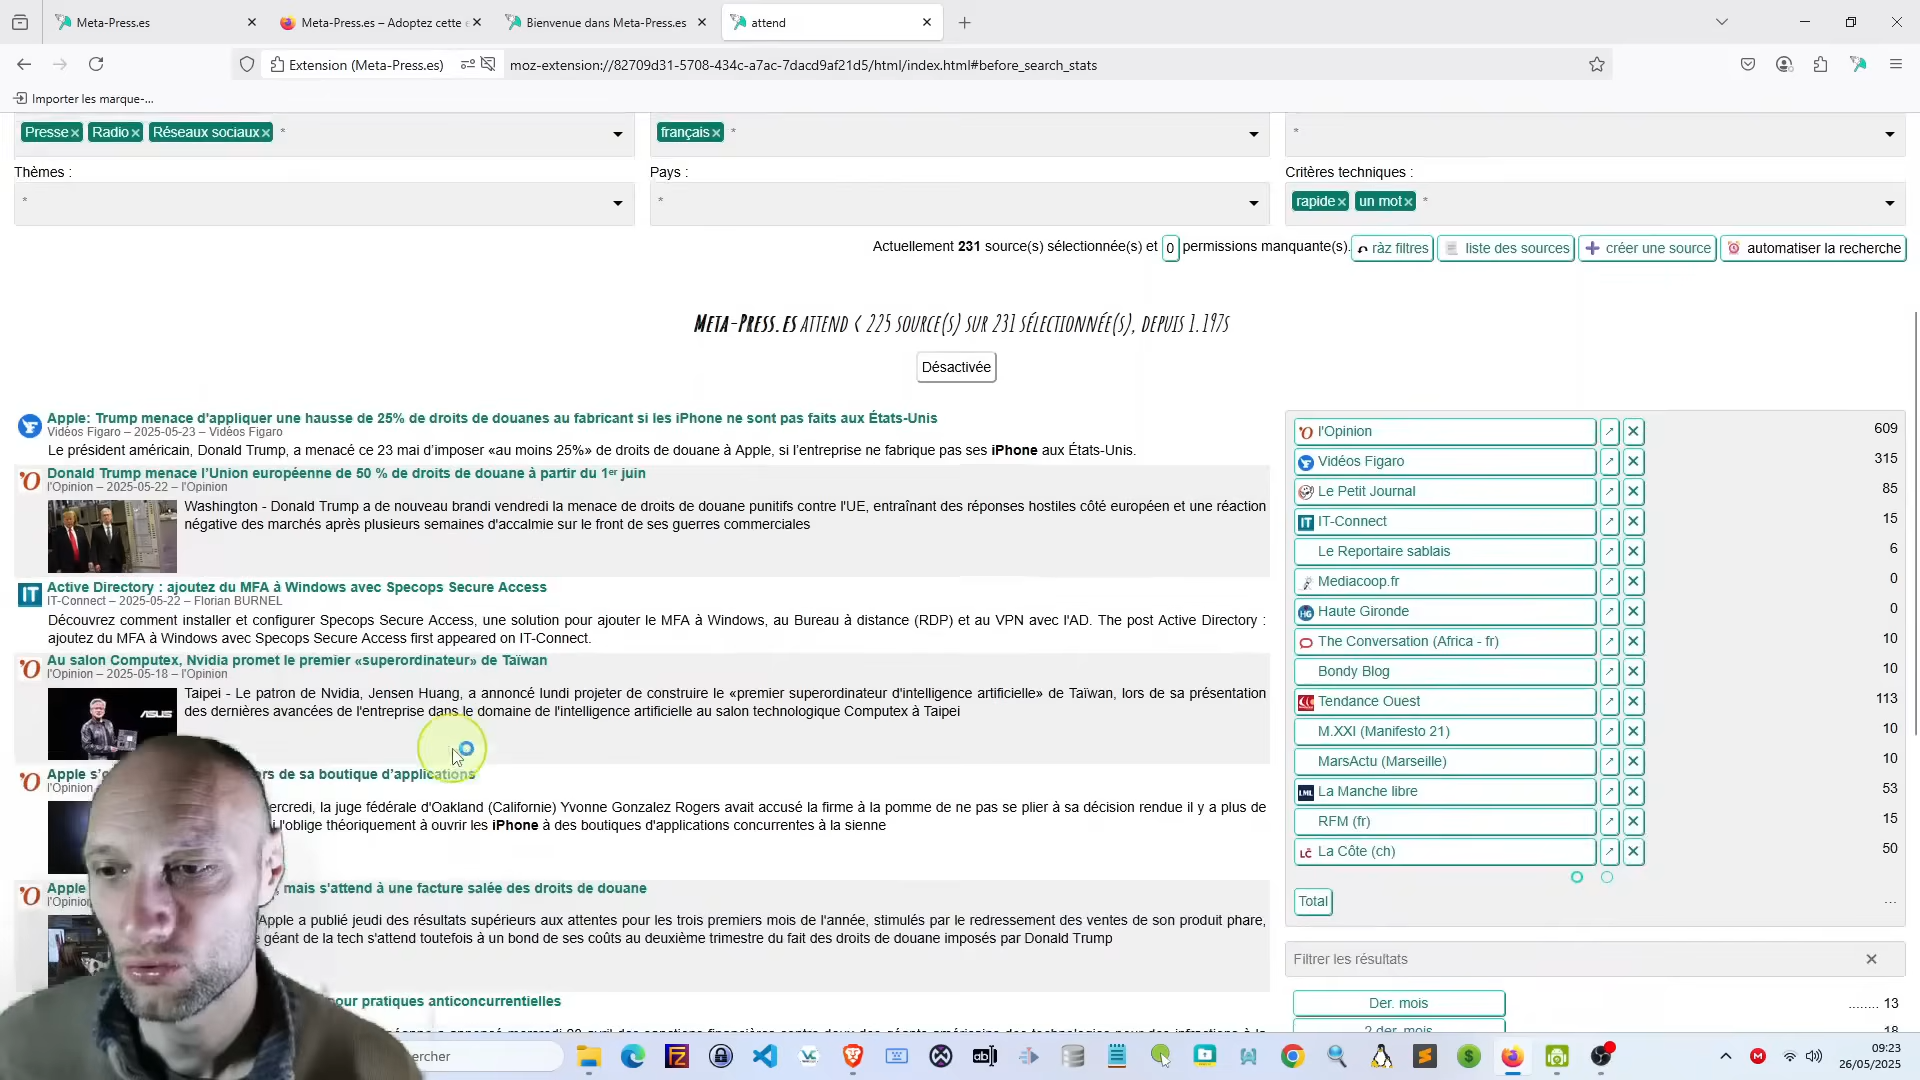 Meta-Press.es
Meta-Press.es – Adoptez cette
Bienvenue dans Meta-Press.es
attend
Extension (Meta-Press.es)
moz-extension://82709d31-5708-434c-a7ac-7dacd9af21d5/html/index.html#before_search_stats
Importer les marque-...
Presse× Radio× Réseaux sociaux× *
français× *
*
Thèmes :
Pays :
Critères techniques :
*
*
rapide× un mot× *
Actuellement 231 source(s) sélectionnée(s) et 0 permissions manquante(s).
ràz filtres
liste des sources
créer une source
automatiser la recherche
Meta-Press.es attend < 225 source(s) sur 231 sélectionnée(s), depuis 1.197s
Désactivée
Apple: Trump menace d'appliquer une hausse de 25% de droits de douanes au fabricant si les iPhone ne sont pas faits aux États-Unis
Vidéos Figaro – 2025-05-23 – Vidéos Figaro
Le président américain, Donald Trump, a menacé ce 23 mai d’imposer «au moins 25%» de droits de douane à Apple, si l’entreprise ne fabrique pas ses iPhone aux États-Unis.
Donald Trump menace l’Union européenne de 50 % de droits de douane à partir du 1er juin
l'Opinion – 2025-05-22 – l'Opinion
Washington - Donald Trump a de nouveau brandi vendredi la menace de droits de douane punitifs contre l'UE, entraînant des réponses hostiles côté européen et une réaction
négative des marchés après plusieurs semaines d'accalmie sur le front de ses guerres commerciales
Active Directory : ajoutez du MFA à Windows avec Specops Secure Access
IT-Connect – 2025-05-22 – Florian BURNEL
Découvrez comment installer et configurer Specops Secure Access, une solution pour ajouter le MFA à Windows, au Bureau à distance (RDP) et au VPN avec l'AD. The post Active Directory :
ajoutez du MFA à Windows avec Specops Secure Access first appeared on IT-Connect.
Au salon Computex, Nvidia promet le premier «superordinateur» de Taïwan
l'Opinion – 2025-05-18 – l'Opinion
Taipei - Le patron de Nvidia, Jensen Huang, a annoncé lundi projeter de construire le «premier superordinateur d'intelligence artificielle» de Taïwan, lors de sa présentation
des dernières avancées de l'entreprise dans le domaine de l'intelligence artificielle au salon technologique Computex à Taipei
ASUS
Apple s’o rs de sa boutique d’applications
l'Opinion
ercredi, la juge fédérale d'Oakland (Californie) Yvonne Gonzalez Rogers avait accusé la firme à la pomme de ne pas se plier à sa décision rendue il y a plus de
l'oblige théoriquement à ouvrir les iPhone à des boutiques d'applications concurrentes à la sienne
Apple , mais s'attend à une facture salée des droits de douane
l'Opinion
Apple a publié jeudi des résultats supérieurs aux attentes pour les trois premiers mois de l'année, stimulés par le redressement des ventes de son produit phare,
géant de la tech s'attend toutefois à un bond de ses coûts au deuxième trimestre du fait des droits de douane imposés par Donald Trump
our pratiques anticoncurrentielles
l'Opinion 609
Vidéos Figaro 315
Le Petit Journal 85
IT-Connect 15
Le Reportaire sablais 6
Mediacoop.fr 0
Haute Gironde 0
The Conversation (Africa - fr) 10
Bondy Blog 10
Tendance Ouest 113
M.XXI (Manifesto 21) 10
MarsActu (Marseille) 10
La Manche libre 53
RFM (fr) 15
La Côte (ch) 50
Total ...
Filtrer les résultats
Der. mois ........ 13
2 der. mois 18
ercher
09:23
26/05/2025